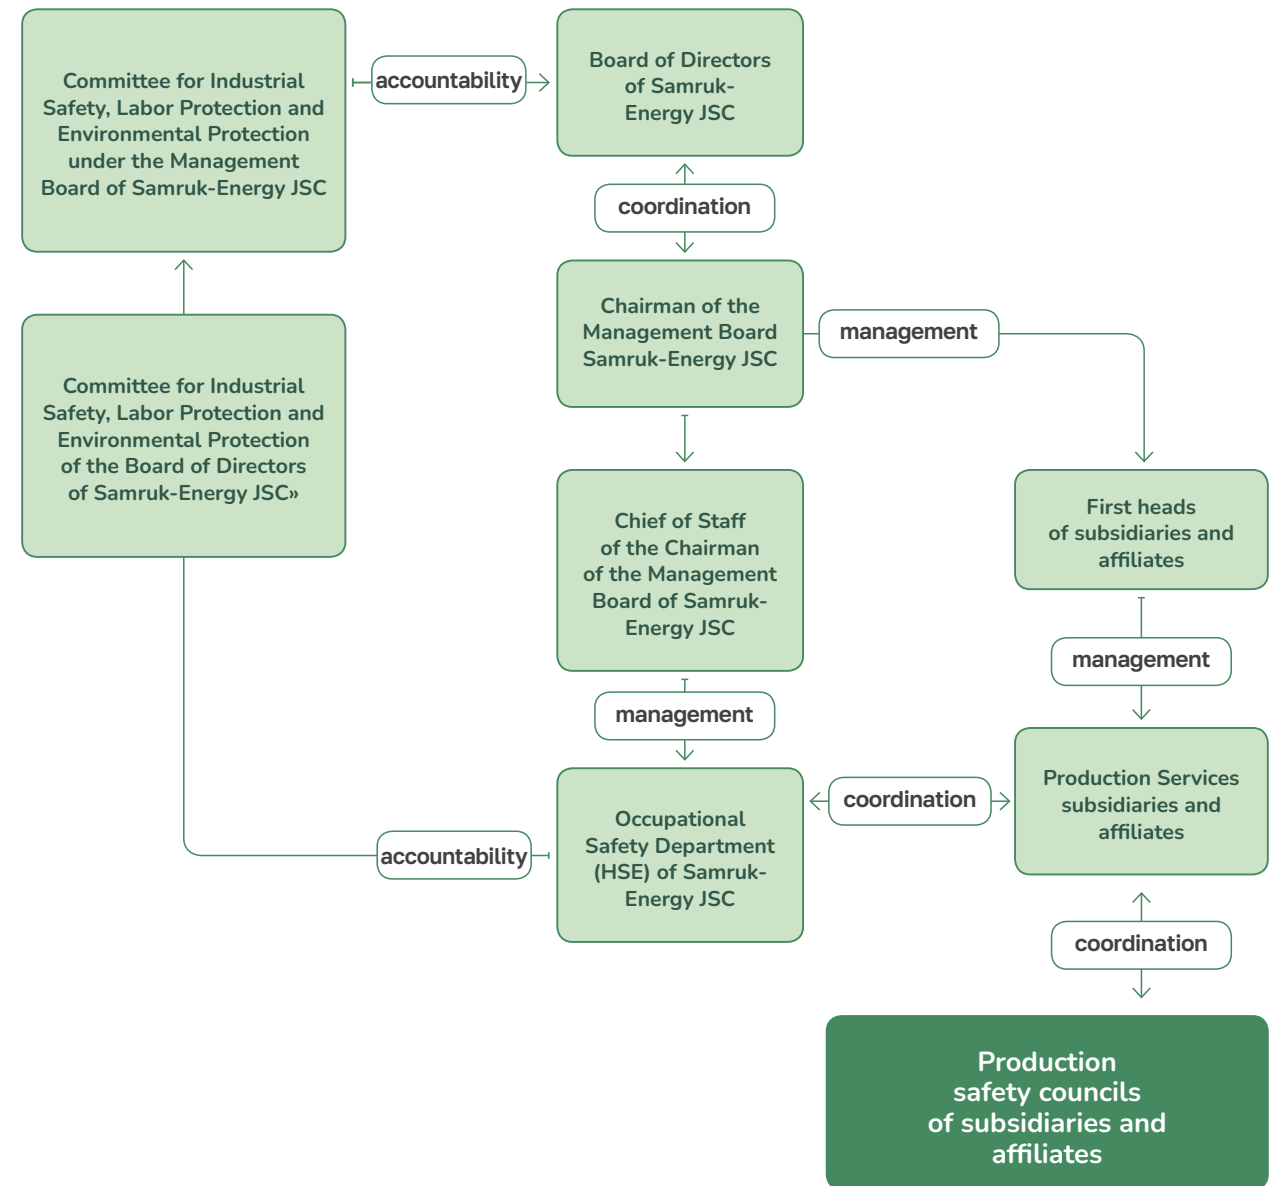 Committee for Industrial
Safety, Labor Protection and
Environmental Protection
under the Management
Board of Samruk-Energy JSC
accountability
Board of Directors
of Samruk-
Energy JSC
coordination
Chairman of the
Management Board
Samruk-Energy JSC
management
Committee for Industrial
Safety, Labor Protection and
Environmental Protection
of the Board of Directors
of Samruk-Energy JSC»
Chief of Staff
of the Chairman
of the Management
Board of Samruk-
Energy JSC
First heads
of subsidiaries and
affiliates
management
management
Occupational
Safety Department
(HSE) of Samruk-
Energy JSC
coordination
Production Services
subsidiaries and
affiliates
accountability
coordination
Production
safety councils
of subsidiaries and
affiliates